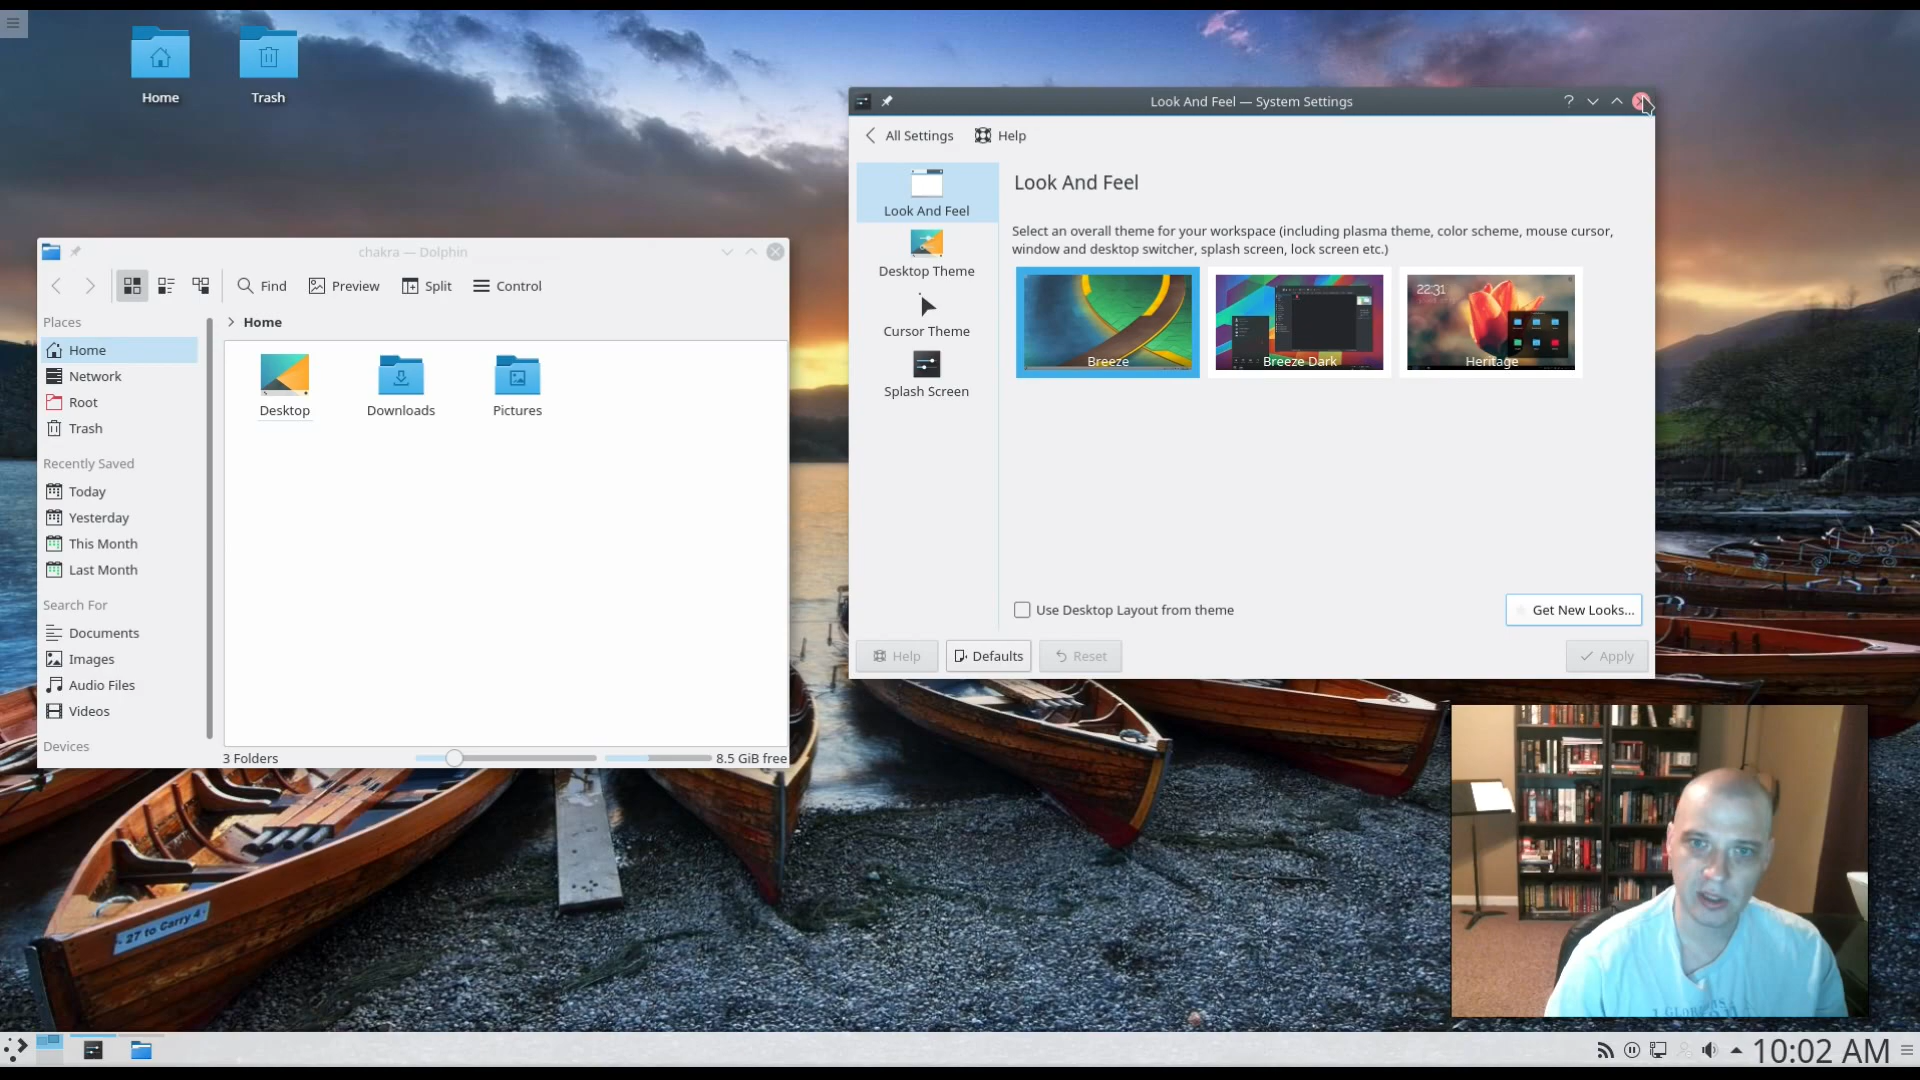 Home
Trash
Look And Feel — System Settings
All Settings
Help
Look And Feel
Desktop Theme
Cursor Theme
Splash Screen
Look And Feel
Select an overall theme for your workspace (including plasma theme, color scheme, mouse cursor,
window and desktop switcher, splash screen, lock screen etc.)
Breeze
Breeze Dark
22:31
Heritage
Use Desktop Layout from theme
Get New Looks...
Help
Defaults
Reset
Apply
chakra — Dolphin
Find
Preview
Split
Control
Places
Home
Network
Root
Trash
Recently Saved
Today
Yesterday
This Month
Last Month
Search For
Documents
Images
Audio Files
Videos
Devices
Home
Desktop
Downloads
Pictures
3 Folders
8.5 GiB free
27 to Carry 4
10:02 AM